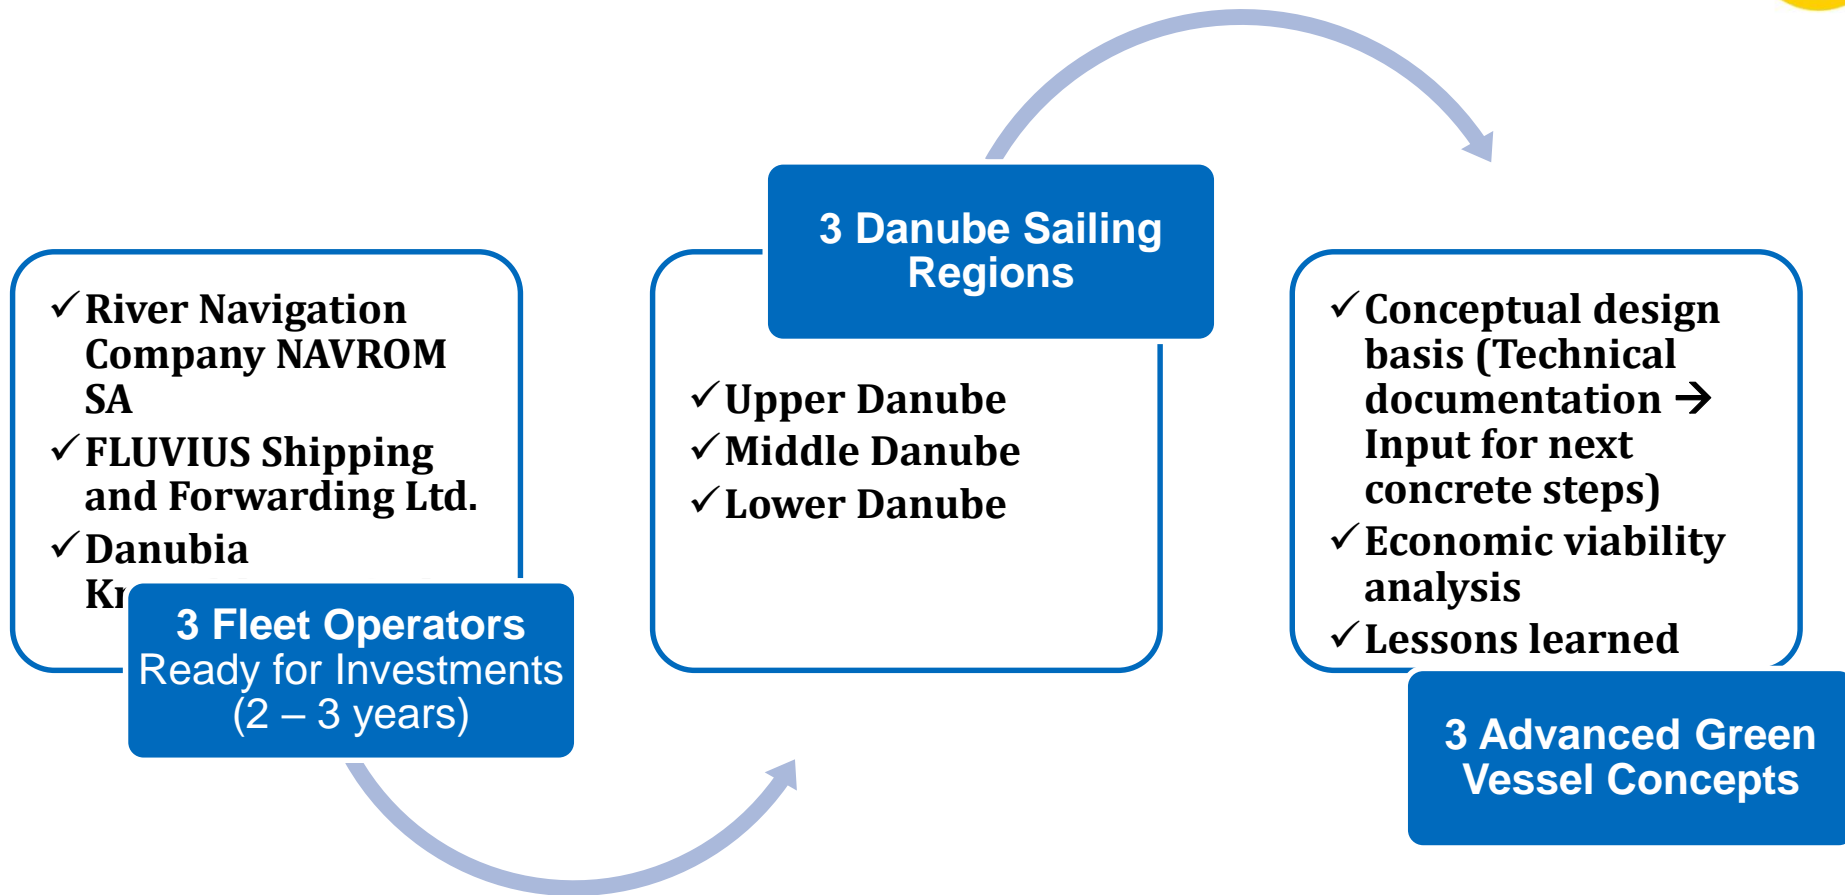 ✓River Navigation
Company NAVROM
SA
✓FLUVIUS Shipping
and Forwarding Ltd.
✓Danubia
3 Fleet Operators
Ready for Investments
(2 – 3 years)
3 Danube Sailing
Regions
✓Upper Danube
✓Middle Danube
✓Lower Danube
✓Conceptual design
basis (Technical
documentation →
Input for next
concrete steps)
✓Economic viability
analysis
✓Lessons learned
3 Advanced Green
Vessel Concepts